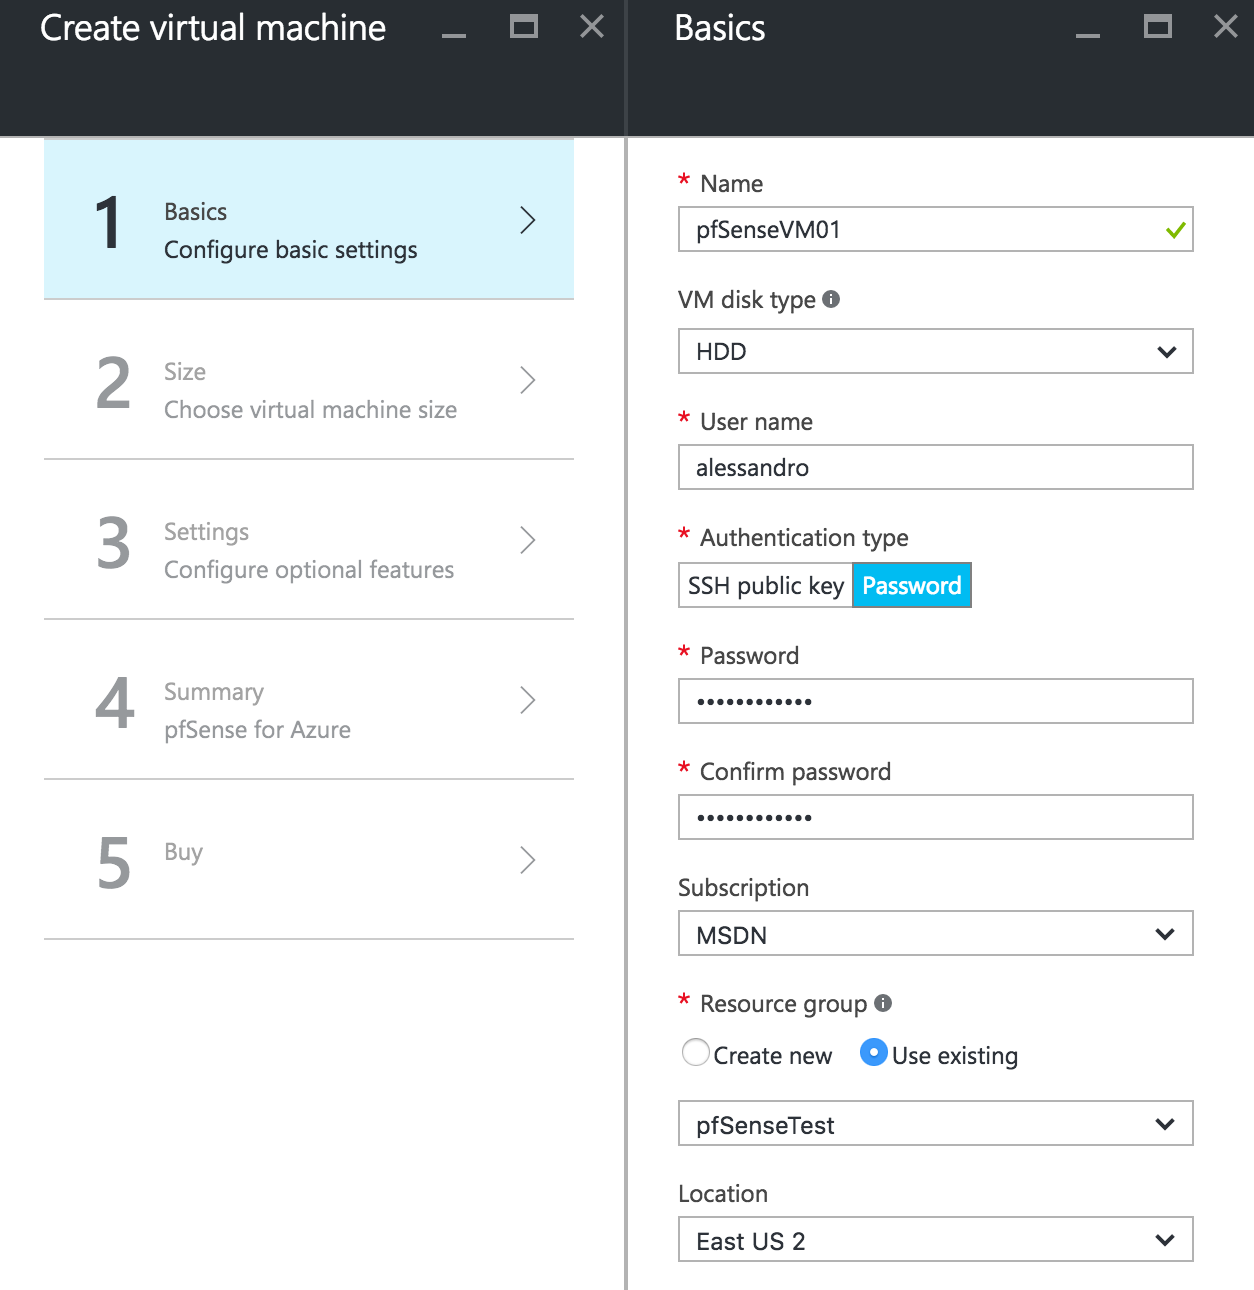 Create virtual machine
1
Basics
Configure basic settings
2
Size
Choose virtual machine size
3
Settings
Configure optional features
4
Summary
pfSense for Azure
5
Buy
Basics
* Name
pfSenseVM01
VM disk type
HDD
* User name
alessandro
* Authentication type
SSH public key Password
* Password
••••••••••••
* Confirm password
••••••••••••
Subscription
MSDN
* Resource group
Create new Use existing
pfSenseTest
Location
East US 2